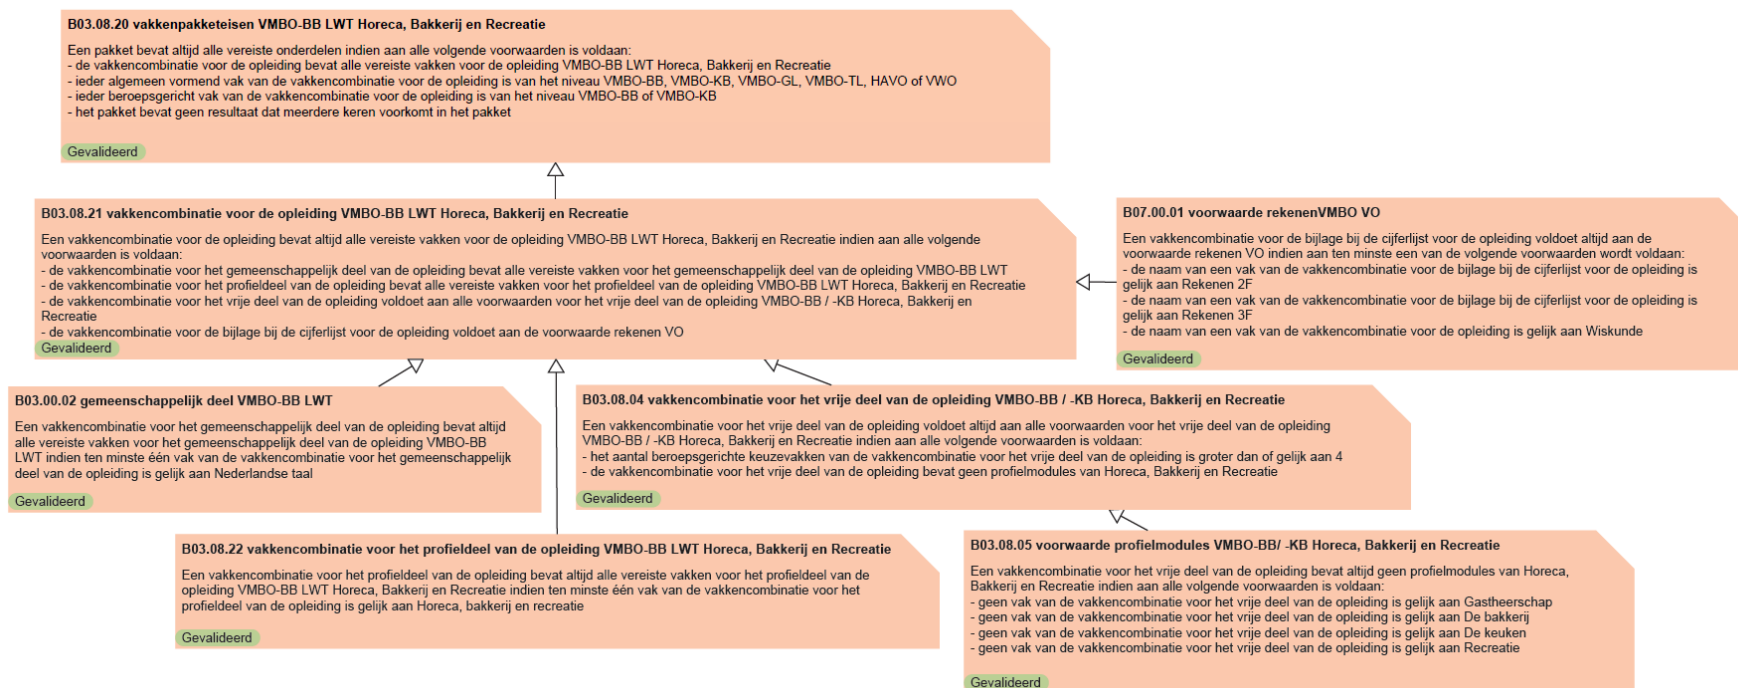 B03.08.20 vakkenpakketeisen VMBO-BB LWT Horeca, Bakkerij en Recreatie
Een pakket bevat altijd alle vereiste onderdelen indien aan alle volgende voorwaarden is voldaan:
- de vakkencombinatie voor de opleiding bevat alle vereiste vakken voor de opleiding VMBO-BB LWT Horeca, Bakkerij en Recreatie
- ieder algemeen vormend vak van de vakkencombinatie voor de opleiding is van het niveau VMBO-BB, VMBO-KB, VMBO-GL, VMBO-TL, HAVO of VWO
- ieder beroepsgericht vak van de vakkencombinatie voor de opleiding is van het niveau VMBO-BB of VMBO-KB
- het pakket bevat geen resultaat dat meerdere keren voorkomt in het pakket
Gevalideerd
B03.08.21 vakkencombinatie voor de opleiding VMBO-BB LWT Horeca, Bakkerij en Recreatie
Een vakkencombinatie voor de opleiding bevat altijd alle vereiste vakken voor de opleiding VMBO-BB LWT Horeca, Bakkerij en Recreatie indien aan alle volgende
voorwaarden is voldaan:
- de vakkencombinatie voor het gemeenschappelijk deel van de opleiding bevat alle vereiste vakken voor het gemeenschappelijk deel van de opleiding VMBO-BB LWT
- de vakkencombinatie voor het profieldeel van de opleiding bevat alle vereiste vakken voor het profieldeel van de opleiding VMBO-BB LWT Horeca, Bakkerij en Recreatie
- de vakkencombinatie voor het vrije deel van de opleiding voldoet aan alle voorwaarden voor het vrije deel van de opleiding VMBO-BB / -KB Horeca, Bakkerij en
Recreatie
- de vakkencombinatie voor de bijlage bij de cijferlijst voor de opleiding voldoet aan de voorwaarde rekenen VO
Gevalideerd
B07.00.01 voorwaarde rekenenVMBO VO
Een vakkencombinatie voor de bijlage bij de cijferlijst voor de opleiding voldoet altijd aan de
voorwaarde rekenen VO indien aan ten minste een van de volgende voorwaarden wordt voldaan:
- de naam van een vak van de vakkencombinatie voor de bijlage bij de cijferlijst voor de opleiding is
gelijk aan Rekenen 2F
- de naam van een vak van de vakkencombinatie voor de bijlage bij de cijferlijst voor de opleiding is
gelijk aan Rekenen 3F
- de naam van een vak van de vakkencombinatie voor de opleiding is gelijk aan Wiskunde
Gevalideerd
B03.00.02 gemeenschappelijk deel VMBO-BB LWT
Een vakkencombinatie voor het gemeenschappelijk deel van de opleiding bevat altijd
alle vereiste vakken voor het gemeenschappelijk deel van de opleiding VMBO-BB
LWT indien ten minste één vak van de vakkencombinatie voor het gemeenschappelijk
deel van de opleiding is gelijk aan Nederlandse taal
Gevalideerd
B03.08.04 vakkencombinatie voor het vrije deel van de opleiding VMBO-BB / -KB Horeca, Bakkerij en Recreatie
Een vakkencombinatie voor het vrije deel van de opleiding voldoet altijd aan alle voorwaarden voor het vrije deel van de opleiding
VMBO-BB / -KB Horeca, Bakkerij en Recreatie indien aan alle volgende voorwaarden is voldaan:
- het aantal beroepsgerichte keuzevakken van de vakkencombinatie voor het vrije deel van de opleiding is groter dan of gelijk aan 4
- de vakkencombinatie voor het vrije deel van de opleiding bevat geen profielmodules van Horeca, Bakkerij en Recreatie
Gevalideerd
B03.08.22 vakkencombinatie voor het profieldeel van de opleiding VMBO-BB LWT Horeca, Bakkerij en Recreatie
Een vakkencombinatie voor het profieldeel van de opleiding bevat altijd alle vereiste vakken voor het profieldeel van de
opleiding VMBO-BB LWT Horeca, Bakkerij en Recreatie indien ten minste één vak van de vakkencombinatie voor het
profieldeel van de opleiding is gelijk aan Horeca, bakkerij en recreatie
Gevalideerd
B03.08.05 voorwaarde profielmodules VMBO-BB/ -KB Horeca, Bakkerij en Recreatie
Een vakkencombinatie voor het vrije deel van de opleiding bevat altijd geen profielmodules van Horeca,
Bakkerij en Recreatie indien aan alle volgende voorwaarden is voldaan:
- geen vak van de vakkencombinatie voor het vrije deel van de opleiding is gelijk aan Gastheerschap
- geen vak van de vakkencombinatie voor het vrije deel van de opleiding is gelijk aan De bakkerij
- geen vak van de vakkencombinatie voor het vrije deel van de opleiding is gelijk aan De keuken
- geen vak van de vakkencombinatie voor het vrije deel van de opleiding is gelijk aan Recreatie
Gevalideerd